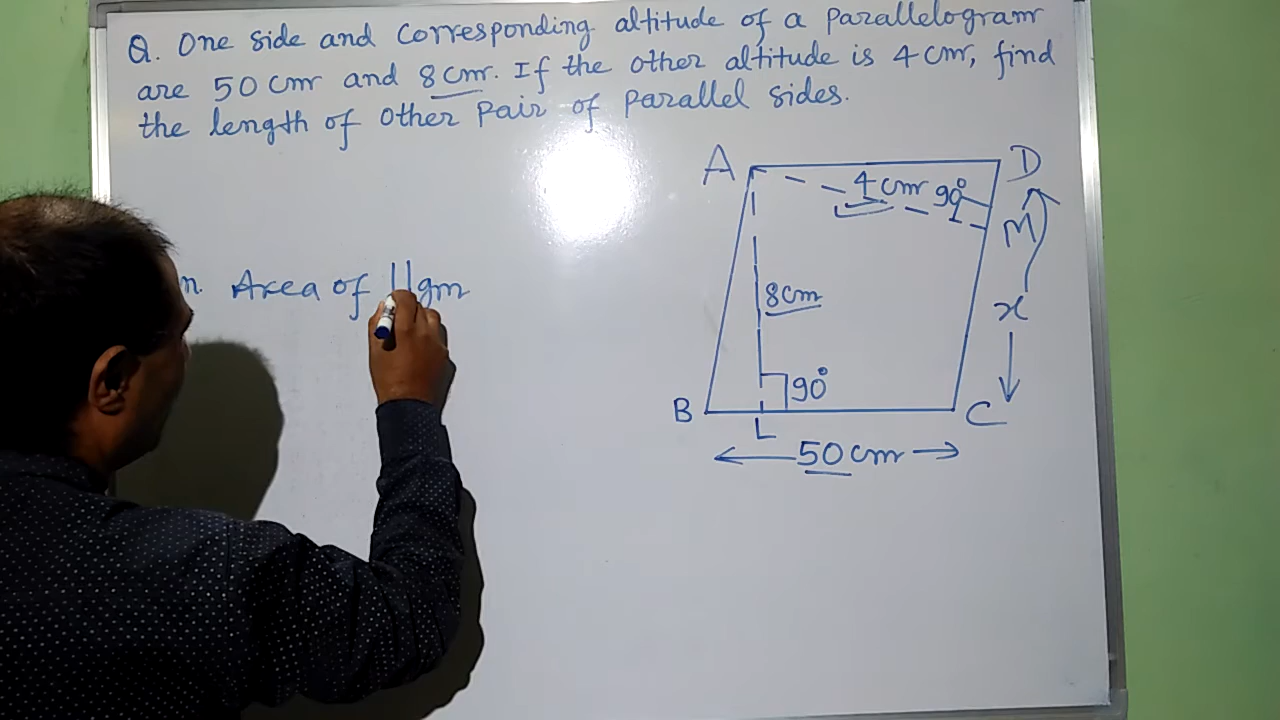 Q. One side and corresponding altitude of a parallelogram
are 50 cm and 8 cm. If the other altitude is 4 cm, find
the length of other pair of parallel sides.
A
D
4 cm 90°
M
n. Area of ||gm
8 cm
x
90°
B
C
L
50 cm